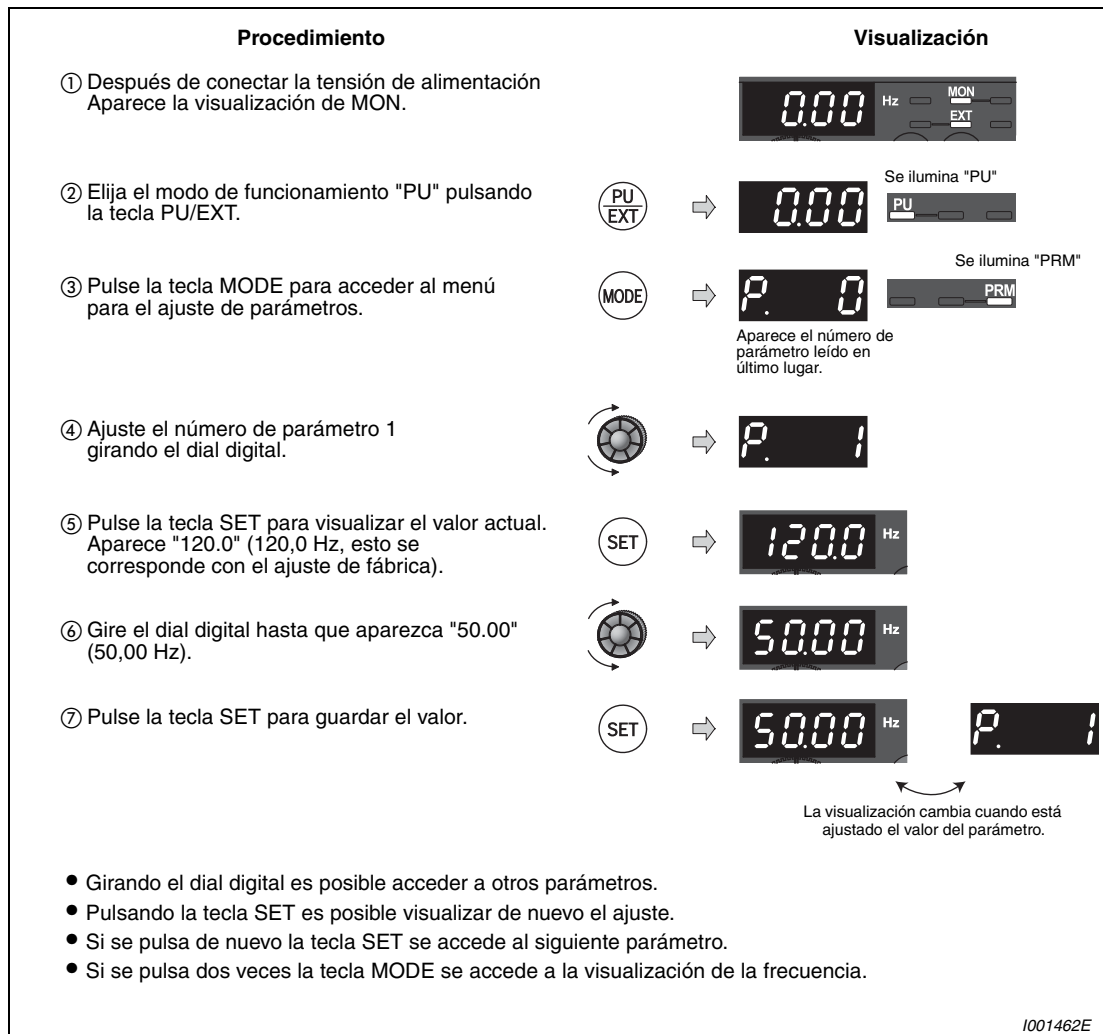 Procedimiento
Visualización
① Después de conectar la tensión de alimentación
Aparece la visualización de MON.
0.00 Hz MON
EXT
② Elija el modo de funcionamiento "PU" pulsando
la tecla PU/EXT.
PU
EXT
0.00
Se ilumina "PU"
PU
③ Pulse la tecla MODE para acceder al menú
para el ajuste de parámetros.
MODE
P. 0
Se ilumina "PRM"
PRM
Aparece el número de
parámetro leído en
último lugar.
④ Ajuste el número de parámetro 1
girando el dial digital.
P. 1
⑤ Pulse la tecla SET para visualizar el valor actual.
Aparece "120.0" (120,0 Hz, esto se
corresponde con el ajuste de fábrica).
SET
120.0 Hz
⑥ Gire el dial digital hasta que aparezca "50.00"
(50,00 Hz).
50.00 Hz
⑦ Pulse la tecla SET para guardar el valor.
SET
50.00 Hz
P. 1
La visualización cambia cuando está
ajustado el valor del parámetro.
● Girando el dial digital es posible acceder a otros parámetros.
● Pulsando la tecla SET es posible visualizar de nuevo el ajuste.
● Si se pulsa de nuevo la tecla SET se accede al siguiente parámetro.
● Si se pulsa dos veces la tecla MODE se accede a la visualización de la frecuencia.
I001462E